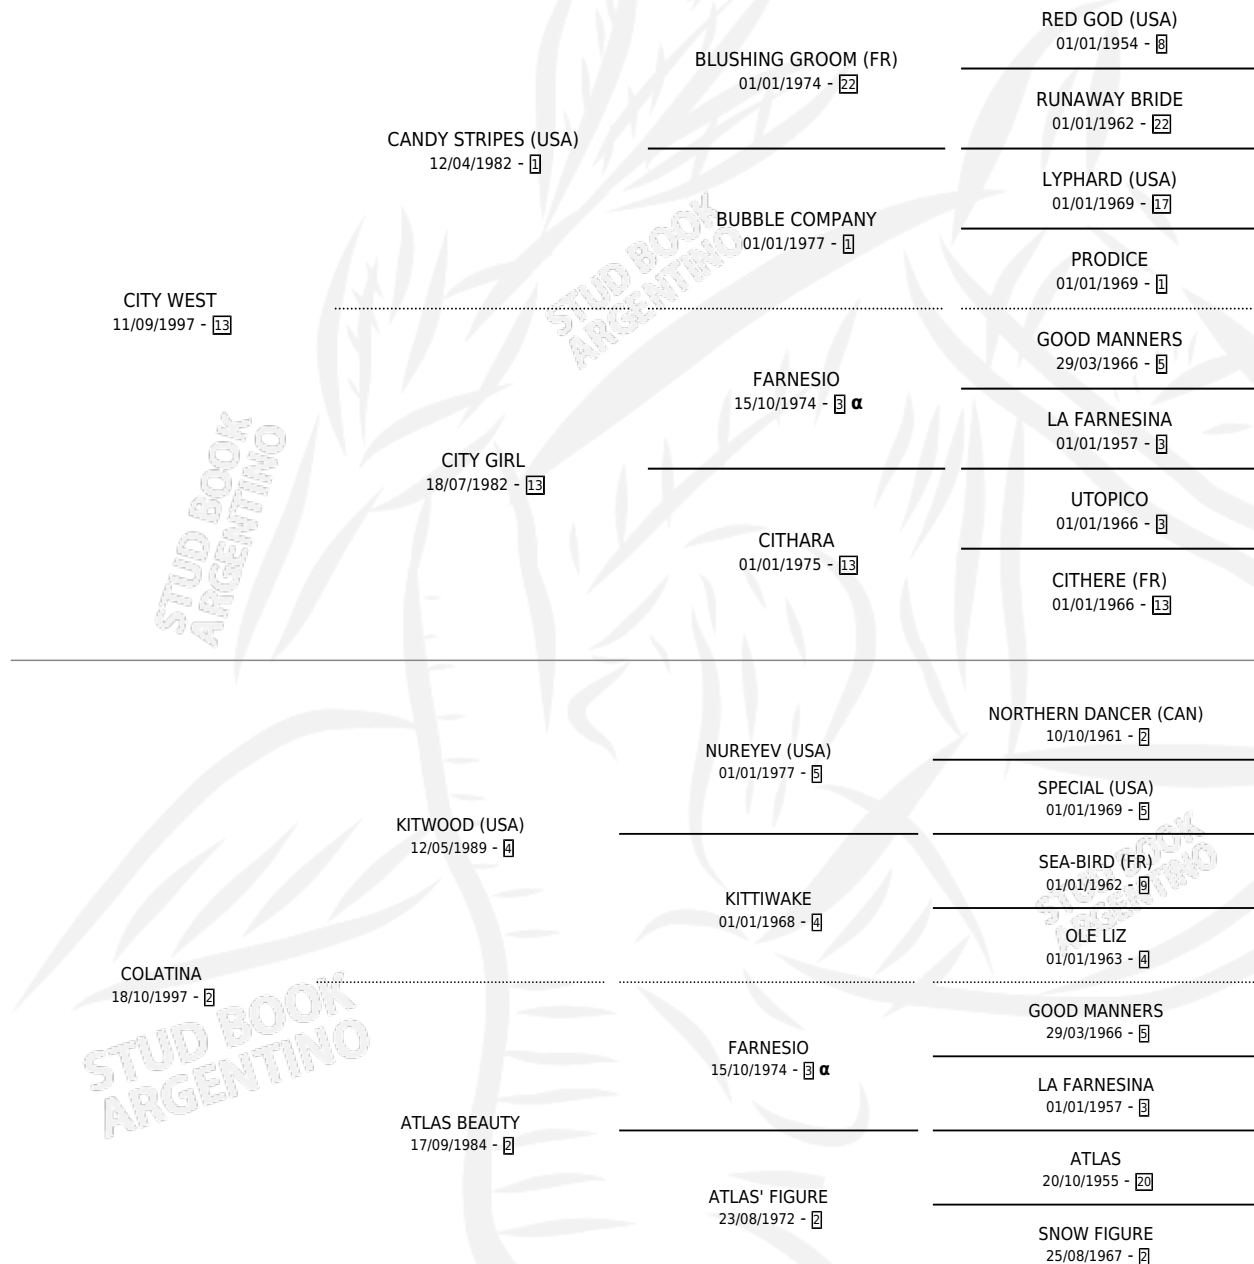 RED GOD (USA)
01/01/1954 - 8
BLUSHING GROOM (FR)
01/01/1974 - 22
RUNAWAY BRIDE
01/01/1962 - 22
CANDY STRIPES (USA)
12/04/1982 - 1
LYPHARD (USA)
01/01/1969 - 17
BUBBLE COMPANY
01/01/1977 - 1
PRODICE
01/01/1969 - 1
CITY WEST
11/09/1997 - 13
GOOD MANNERS
29/03/1966 - 5
FARNESIO
15/10/1974 - 3 α
LA FARNESINA
01/01/1957 - 3
CITY GIRL
18/07/1982 - 13
UTOPICO
01/01/1966 - 3
CITHARA
01/01/1975 - 13
CITHERE (FR)
01/01/1966 - 13
STUD BOOK
ARGENTINO
STUD BOOK
ARGENTINO
NORTHERN DANCER (CAN)
10/10/1961 - 2
NUREYEV (USA)
01/01/1977 - 5
SPECIAL (USA)
01/01/1969 - 5
KITWOOD (USA)
12/05/1989 - 4
SEA-BIRD (FR)
01/01/1962 - 9
KITTIWAKE
01/01/1968 - 4
OLE LIZ
01/01/1963 - 4
COLATINA
18/10/1997 - 2
GOOD MANNERS
29/03/1966 - 5
FARNESIO
15/10/1974 - 3 α
LA FARNESINA
01/01/1957 - 3
ATLAS BEAUTY
17/09/1984 - 2
ATLAS
20/10/1955 - 20
ATLAS' FIGURE
23/08/1972 - 2
SNOW FIGURE
25/08/1967 - 2
STUD BOOK
ARGENTINO
STUD BOOK
ARGENTINO